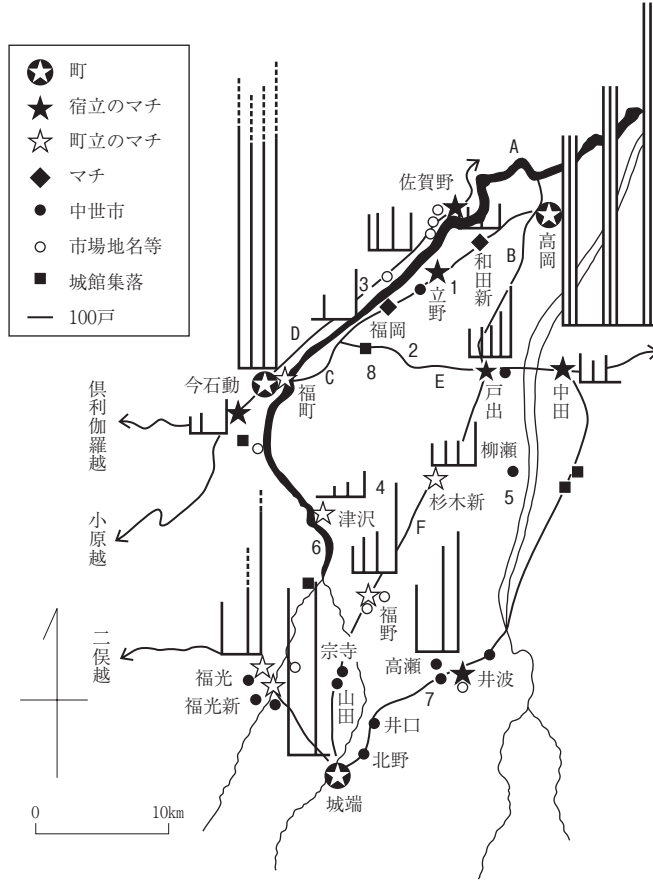 町
宿立のマチ
町立のマチ
マチ
中世市
市場地名等
城館集落
100戸
A
佐賀野
高岡
B
和田新
3
1
立野
D
福岡
2
C
8
E
今石動
福町
戸出
中田
倶利伽羅越
柳瀬
4
杉木新
5
小原越
津沢
F
6
福野
二俣越
宗寺
高瀬
福光
山田
7
井波
福光新
井口
北野
城端
0
10km